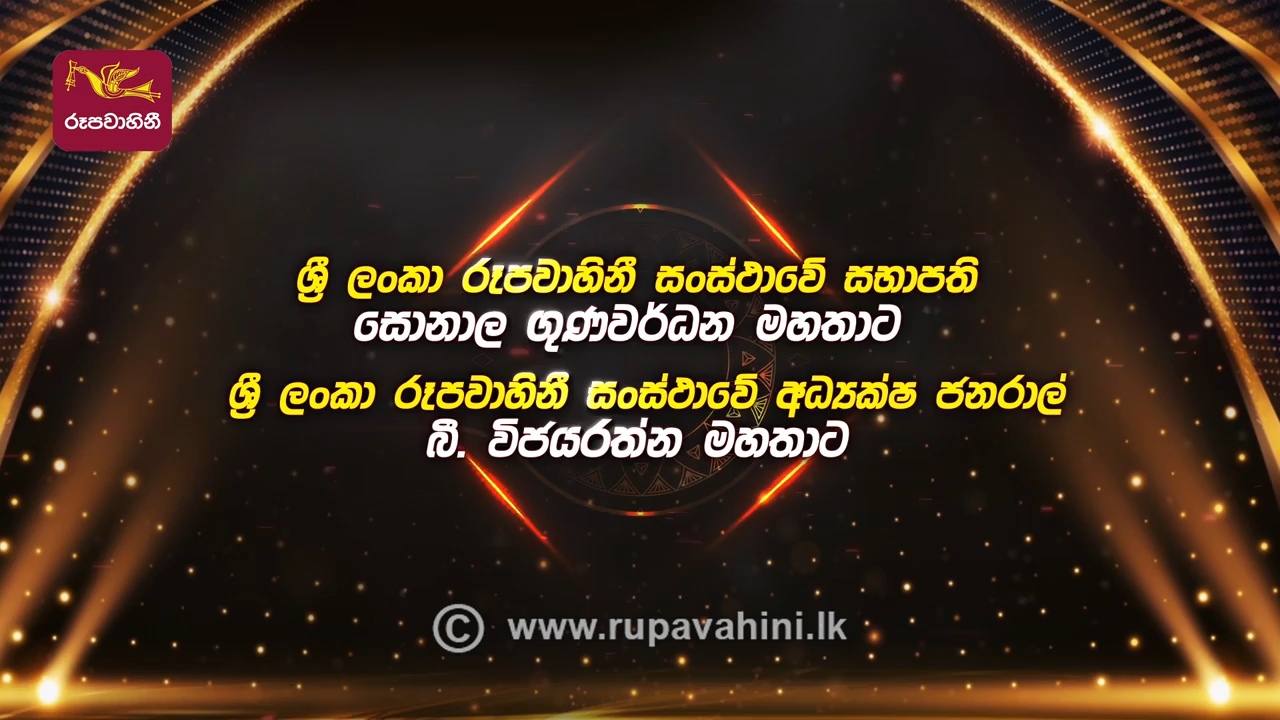 රූපවාහිනී
ශ්‍රී ලංකා රූපවාහිනී සංස්ථාවේ සභාපති
සොනාල ගුණවර්ධන මහතාට
ශ්‍රී ලංකා රූපවාහිනී සංස්ථාවේ අධ්‍යක්ෂ ජනරාල්
බී. විජයරත්න මහතාට
© www.rupavahini.lk